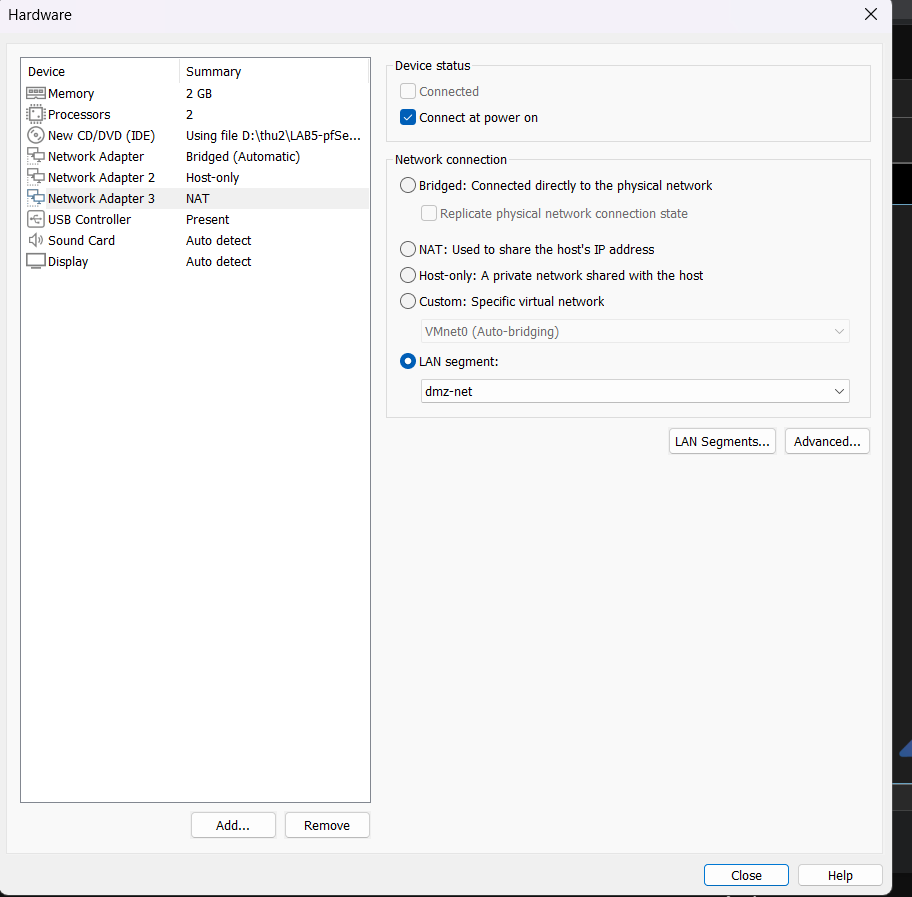 Hardware
Device Summary
Memory 2 GB
Processors 2
New CD/DVD (IDE) Using file D:\thu2\LAB5-pfSe...
Network Adapter Bridged (Automatic)
Network Adapter 2 Host-only
Network Adapter 3 NAT
USB Controller Present
Sound Card Auto detect
Display Auto detect
Add... Remove
Device status
Connected
Connect at power on
Network connection
Bridged: Connected directly to the physical network
Replicate physical network connection state
NAT: Used to share the host's IP address
Host-only: A private network shared with the host
Custom: Specific virtual network
VMnet0 (Auto-bridging)
LAN segment:
dmz-net
LAN Segments... Advanced...
Close Help